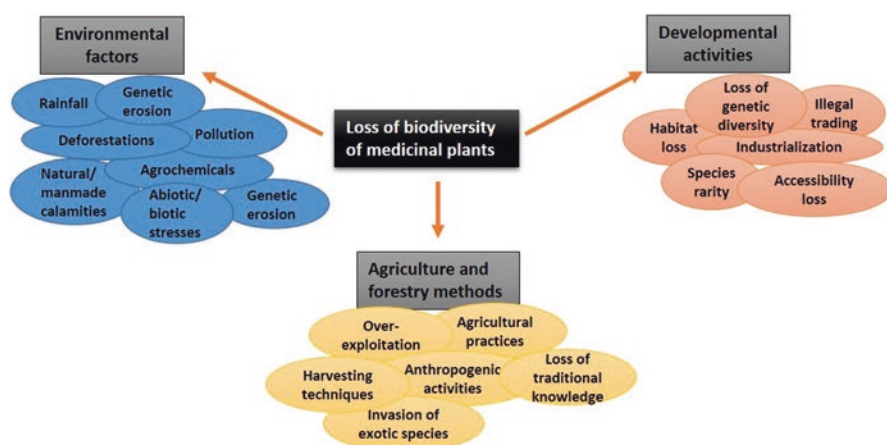 Environmental
factors
Rainfall
Genetic
erosion
Deforestations
Pollution
Natural/
manmade
calamities
Agrochemicals
Abiotic/
biotic
stresses
Genetic
erosion
Loss of biodiversity
of medicinal plants
Developmental
activities
Loss of
genetic
diversity
Illegal
trading
Habitat
loss
Industrialization
Species
rarity
Accessibility
loss
Agriculture and
forestry methods
Over-
exploitation
Agricultural
practices
Harvesting
techniques
Anthropogenic
activities
Loss of
traditional
knowledge
Invasion of
exotic species